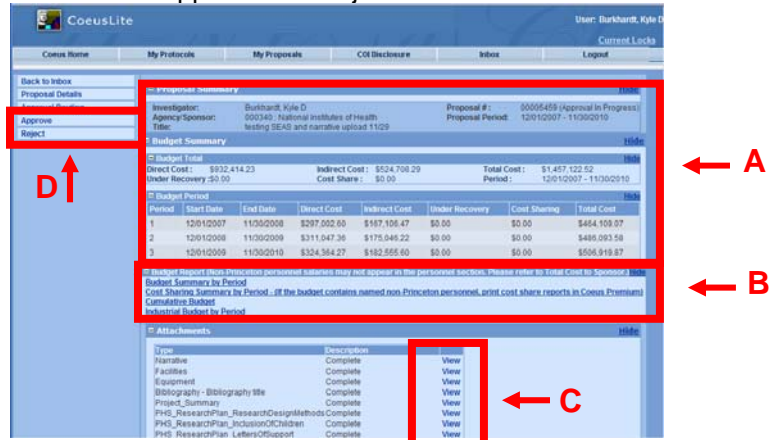 CoeusLite
User: Burkhardt, Kyle D
Current Locks
Coeus Home My Protocols My Proposals COI Disclosure Inbox Logout
Back to Inbox
Proposal Details
Approve
Reject
Proposal Summary Hide
Investigator: Burkhardt, Kyle D Proposal # : 00005459 (Approval In Progress)
Agency/Sponsor: 000340 : National Institutes of Health Proposal Period: 12/01/2007 - 11/30/2010
Title: testing SEAS and narrative upload 11/29
Budget Summary Hide
Budget Total Hide
Direct Cost : $932,414.23 Indirect Cost : $524,708.29 Total Cost : $1,457,122.52
Under Recovery :$0.00 Cost Share : $0.00 Period : 12/01/2007 - 11/30/2010
Budget Period Hide
Period Start Date End Date Direct Cost Indirect Cost Under Recovery Cost Sharing Total Cost
1 12/01/2007 11/30/2008 $297,002.60 $167,106.47 $0.00 $0.00 $464,109.07
2 12/01/2008 11/30/2009 $311,047.36 $175,046.22 $0.00 $0.00 $486,093.58
3 12/01/2009 11/30/2010 $324,364.27 $182,555.60 $0.00 $0.00 $506,919.87
Budget Report (Non-Princeton personnel salaries may not appear in the personnel section. Please refer to Total Cost to Sponsor.) Hide
Budget Summary by Period
Cost Sharing Summary by Period - (If the budget contains named non-Princeton personnel, print cost share reports in Coeus Premium)
Cumulative Budget
Industrial Budget by Period
Attachments Hide
Type Description
Narrative Complete View
Facilities Complete View
Equipment Complete View
Bibliography - Bibliography title Complete View
Project_Summary Complete View
PHS_ResearchPlan_ResearchDesignMethods Complete View
PHS_ResearchPlan_InclusionOfChildren Complete View
PHS_ResearchPlan_LettersOfSupport Complete View
A
B
C
D